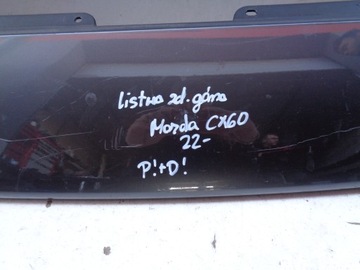 Listwa zd. górna
Mazda CX60
22-
P!+D!